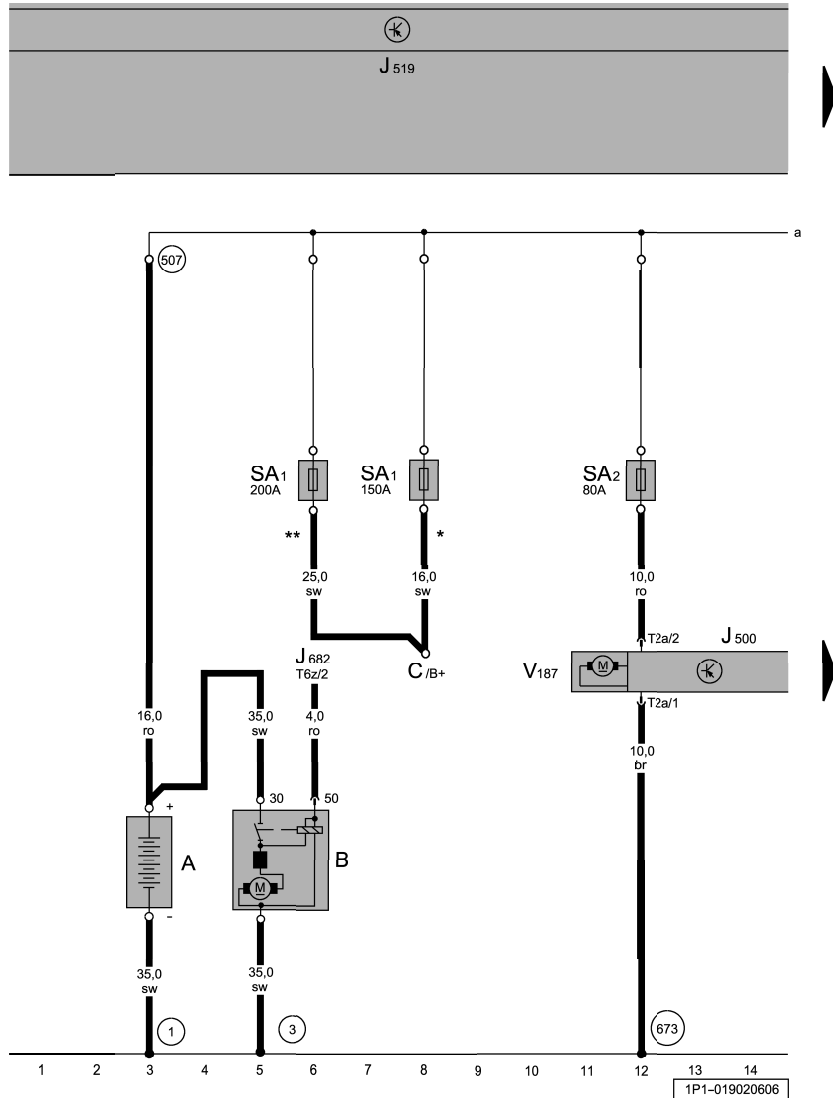 J 519
a
507
SA1
200A
SA1
150A
SA2
80A
**
*
25,0
sw
16,0
sw
10,0
ro
T2a/2
J 500
J 682
T6z/2
C /B+
V187
M
T2a/1
16,0
ro
35,0
sw
4,0
ro
10,0
br
+
30
50
A
B
M
–
35,0
sw
35,0
sw
1
3
673
1 2 3 4 5 6 7 8 9 10 11 12 13 14
1P1–019020606